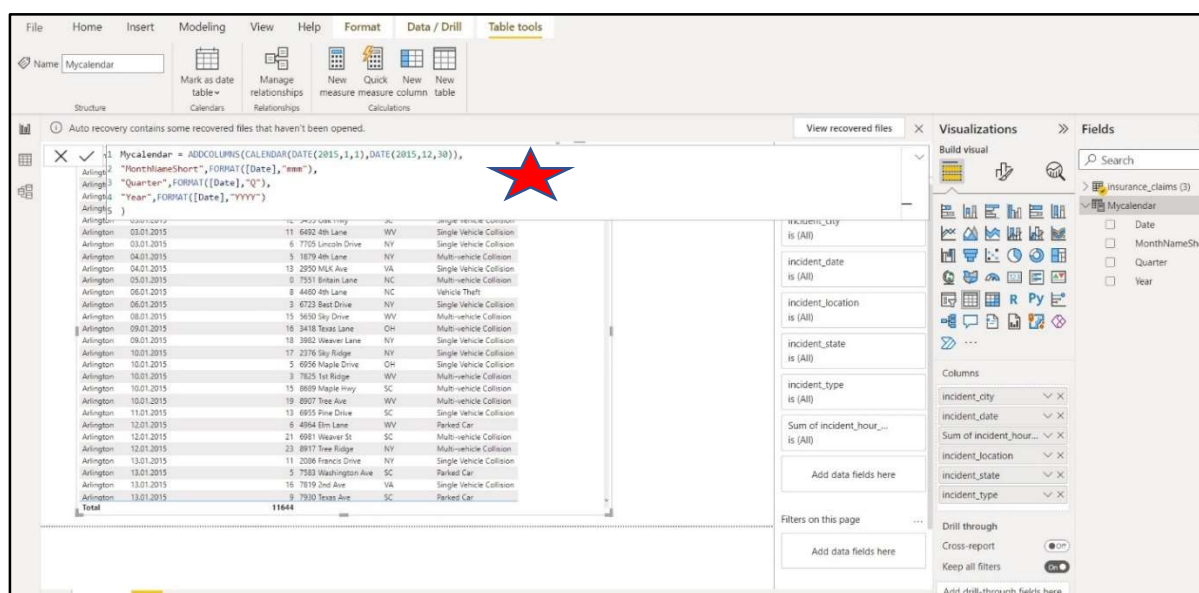 File Home Insert Modeling View Help Format Data / Drill Table tools
Name Mycalendar
Mark as date table
Manage relationships
New measure
Quick measure
New column
New table
Structure Calendars Relationships Calculations
Auto recovery contains some recovered files that haven't been opened.
View recovered files
1 Mycalendar = ADDCOLUMNS(CALENDAR(DATE(2015,1,1),DATE(2015,12,30)),
2 "MonthNameShort",FORMAT([Date],"mmm"),
3 "Quarter",FORMAT([Date],"Q"),
4 "Year",FORMAT([Date],"YYYY")
5 )
Arlington 03.01.2015 11 6492 4th Lane WV Single Vehicle Collision
Arlington 03.01.2015 6 7705 Lincoln Drive NY Single Vehicle Collision
Arlington 04.01.2015 5 1879 4th Lane NY Multi-vehicle Collision
Arlington 04.01.2015 13 2950 MLK Ave VA Single Vehicle Collision
Arlington 05.01.2015 0 7551 Britain Lane NC Multi-vehicle Collision
Arlington 06.01.2015 8 4460 4th Lane NC Vehicle Theft
Arlington 06.01.2015 3 6723 Best Drive NY Single Vehicle Collision
Arlington 08.01.2015 15 5650 Sky Drive WV Multi-vehicle Collision
Arlington 09.01.2015 16 3418 Texas Lane OH Multi-vehicle Collision
Arlington 09.01.2015 18 3982 Weaver Lane NY Single Vehicle Collision
Arlington 10.01.2015 17 2376 Sky Ridge NY Single Vehicle Collision
Arlington 10.01.2015 5 6956 Maple Drive OH Single Vehicle Collision
Arlington 10.01.2015 3 7825 1st Ridge WV Multi-vehicle Collision
Arlington 10.01.2015 15 8689 Maple Hwy SC Multi-vehicle Collision
Arlington 10.01.2015 19 8907 Tree Ave WV Multi-vehicle Collision
Arlington 11.01.2015 13 6955 Pine Drive SC Single Vehicle Collision
Arlington 12.01.2015 6 4964 Elm Lane WV Parked Car
Arlington 12.01.2015 21 6981 Weaver St SC Multi-vehicle Collision
Arlington 12.01.2015 23 8917 Tree Ridge NY Multi-vehicle Collision
Arlington 13.01.2015 11 2086 Francis Drive NY Single Vehicle Collision
Arlington 13.01.2015 5 7583 Washington Ave SC Parked Car
Arlington 13.01.2015 16 7819 2nd Ave VA Single Vehicle Collision
Arlington 13.01.2015 9 7930 Texas Ave SC Parked Car
Total 11644
is (All)
incident_date
is (All)
incident_location
is (All)
incident_state
is (All)
incident_type
is (All)
Sum of incident_hour_...
is (All)
Add data fields here
Filters on this page ...
Add data fields here
Visualizations
Build visual
R Py
Columns
incident_city
incident_date
Sum of incident_hour...
incident_location
incident_state
incident_type
Drill through
Cross-report Off
Keep all filters On
Add drill-through fields here
Fields
Search
insurance_claims (3)
Mycalendar
Date
MonthNameSh
Quarter
Year